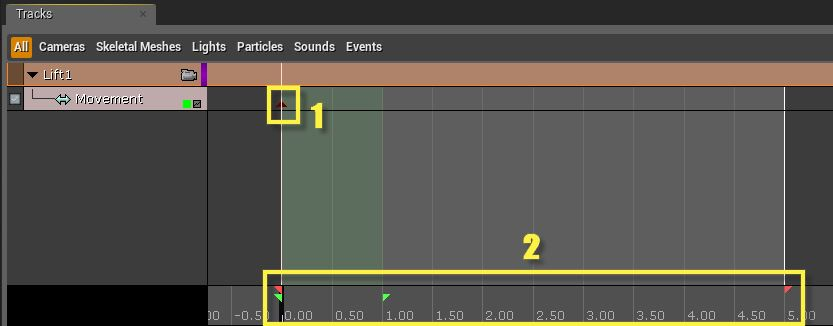 Tracks ×
All Cameras Skeletal Meshes Lights Particles Sounds Events
Lift1
Movement
1
2
00 -0.50 0.00 0.50 1.00 1.50 2.00 2.50 3.00 3.50 4.00 4.50 5.00